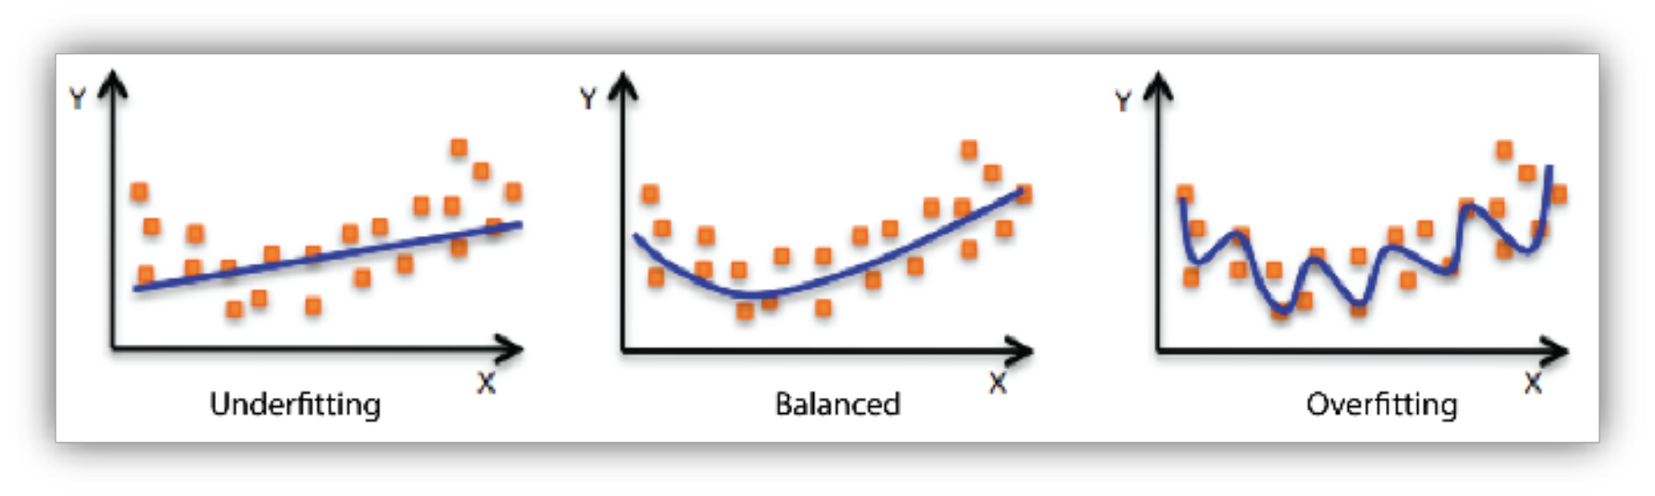 Y
X
Underfitting
Y
X
Balanced
Y
X
Overfitting